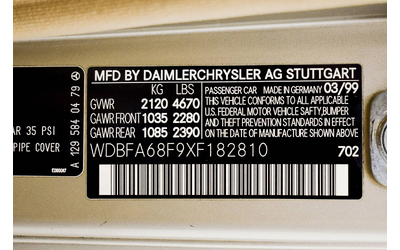 MFD BY DAIMLERCHRYSLER AG STUTTGART
KG LBS
GVWR 2120 4670
GAWR FRONT 1035 2280
GAWR REAR 1085 2390
PASSENGER CAR / MADE IN GERMANY 03/99
THIS VEHICLE CONFORMS TO ALL APPLICABLE
U.S. FEDERAL MOTOR VEHICLE SAFTY,BUMPER
AND THEFT PREVENTION STANDARDS IN EFFECT
ON THE DATE OF MANUFACTURE SHOWN ABOVE
WDBFA68F9XF182810 702
AR 35 PSI
PIPE COVER
A 129 584 04 79